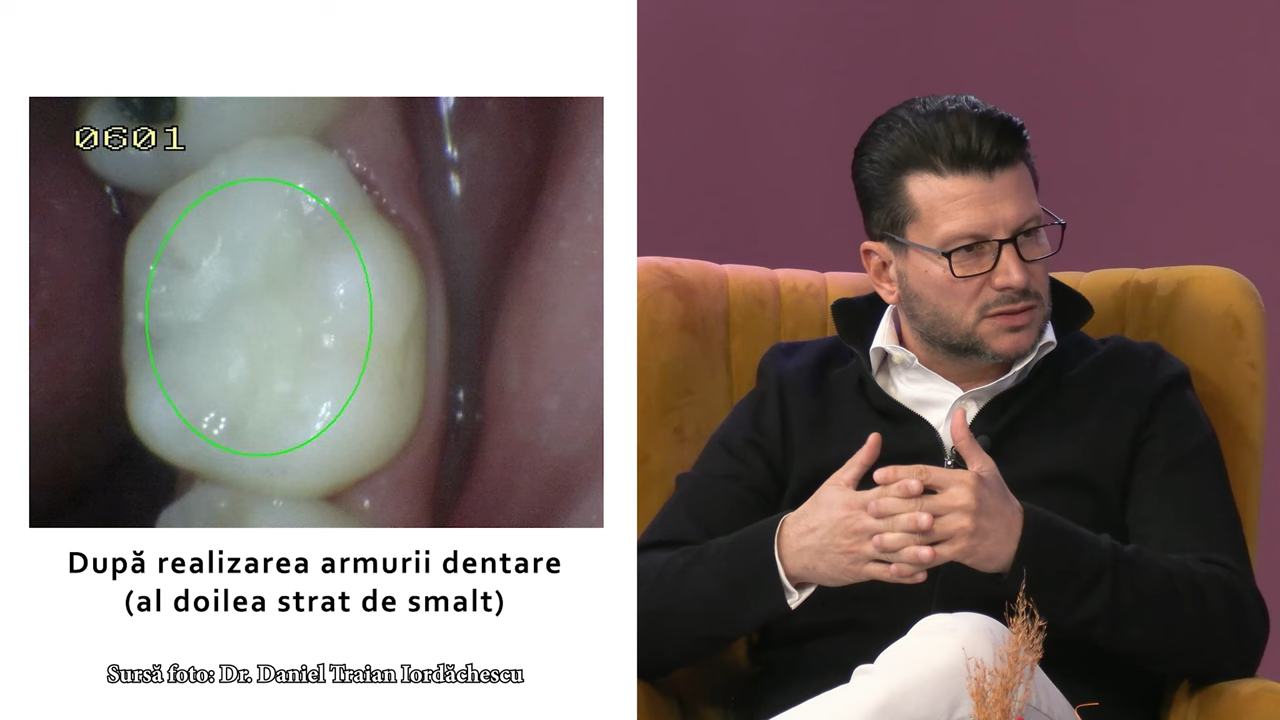 0601
După realizarea armurii dentare
(al doilea strat de smalt)
Sursă foto: Dr. Daniel Traian Iordăchescu